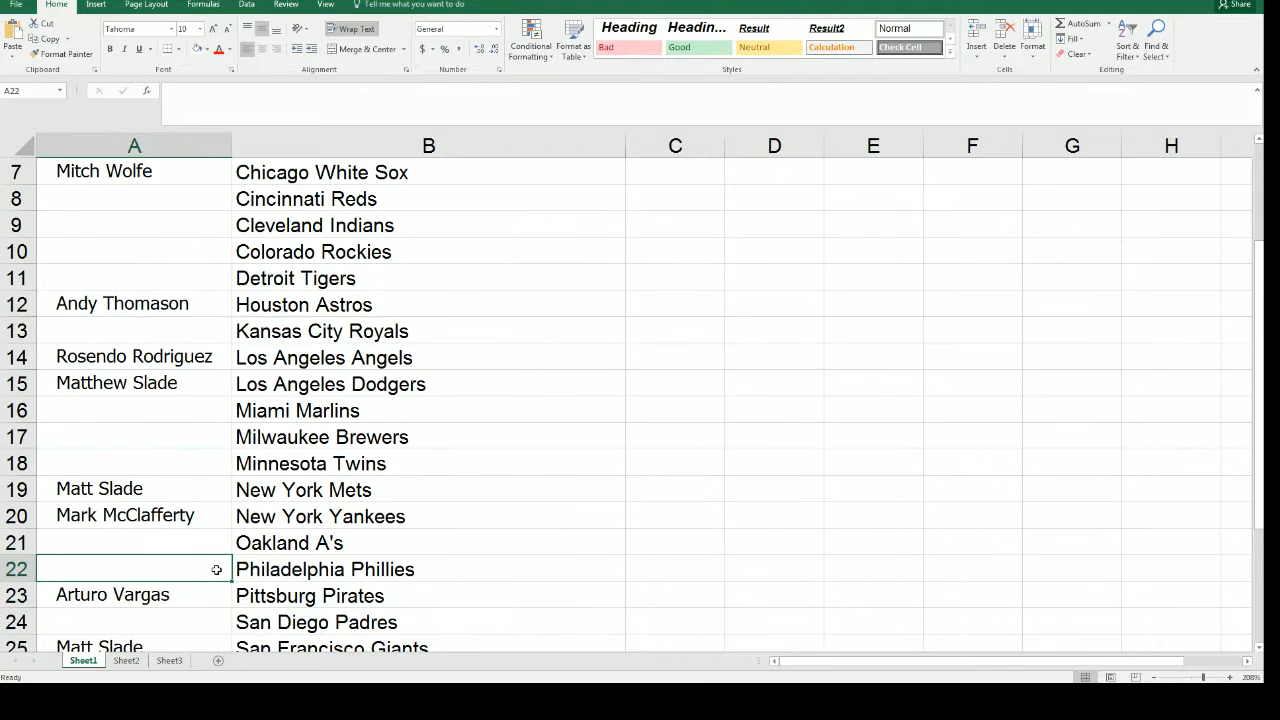 File Home Insert Page Layout Formulas Data Review View Tell me what you want to do Share
Cut
Copy
Format Painter
Paste
Clipboard
Tahoma 10
B I U
Font
Wrap Text
Merge & Center
Alignment
General
$ % ,
Number
Conditional Formatting
Format as Table
Heading Headin... Result Result2 Normal
Bad Good Neutral Calculation Check Cell
Styles
Insert Delete Format
Cells
AutoSum
Fill
Clear
Sort & Filter
Find & Select
Editing
A22 fx
A B C D E F G H
7 Mitch Wolfe Chicago White Sox
8 Cincinnati Reds
9 Cleveland Indians
10 Colorado Rockies
11 Detroit Tigers
12 Andy Thomason Houston Astros
13 Kansas City Royals
14 Rosendo Rodriguez Los Angeles Angels
15 Matthew Slade Los Angeles Dodgers
16 Miami Marlins
17 Milwaukee Brewers
18 Minnesota Twins
19 Matt Slade New York Mets
20 Mark McClafferty New York Yankees
21 Oakland A's
22 Philadelphia Phillies
23 Arturo Vargas Pittsburg Pirates
24 San Diego Padres
25 Matt Slade San Francisco Giants
Sheet1 Sheet2 Sheet3
Ready 208%